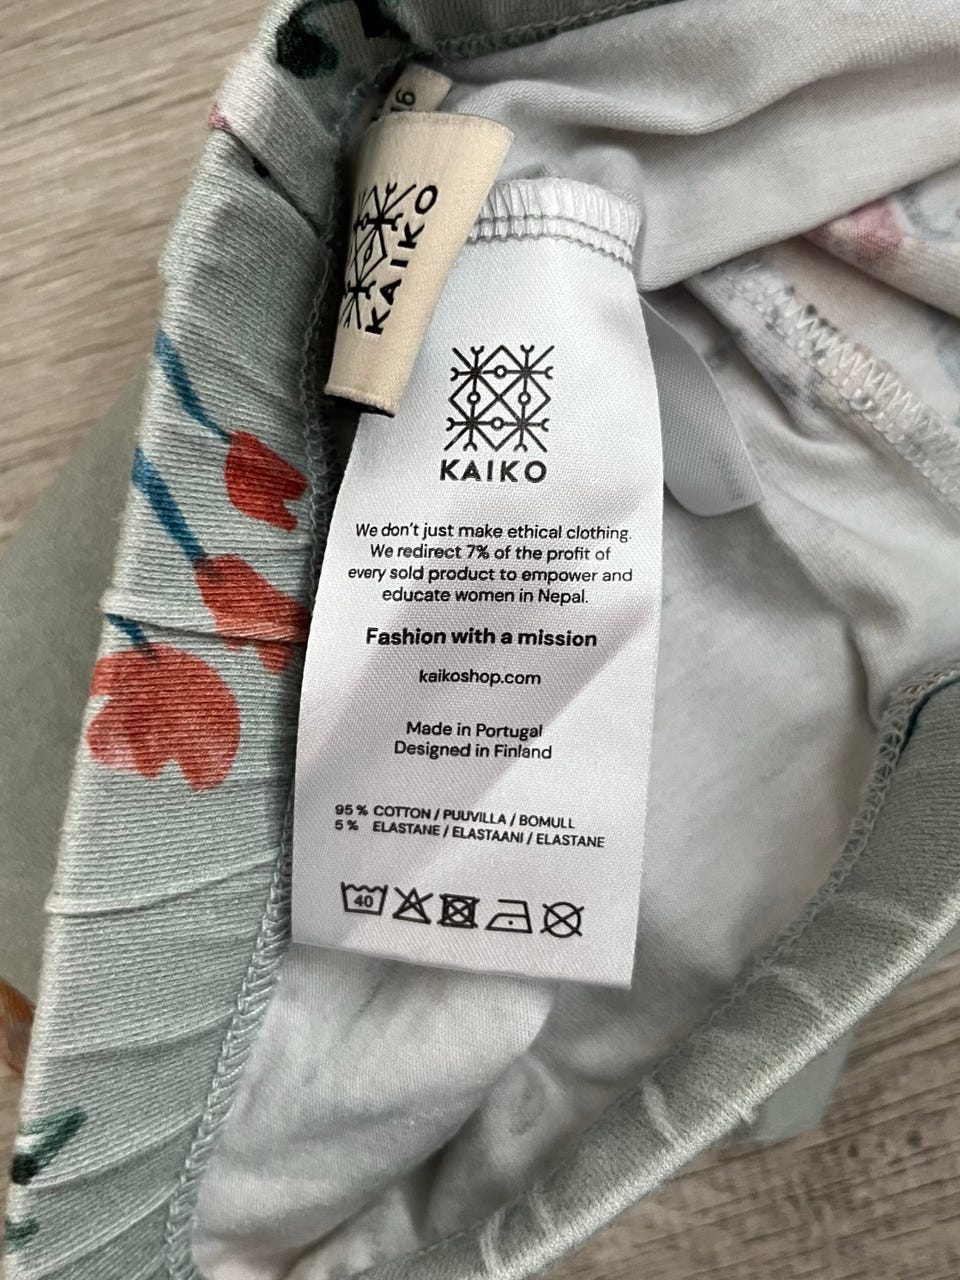 16
KAIKO
KAIKO
We don't just make ethical clothing.
We redirect 7% of the profit of
every sold product to empower and
educate women in Nepal.
Fashion with a mission
kaikoshop.com
Made in Portugal
Designed in Finland
95 % COTTON / PUUVILLA / BOMULL
5 % ELASTANE / ELASTAANI / ELASTANE
40